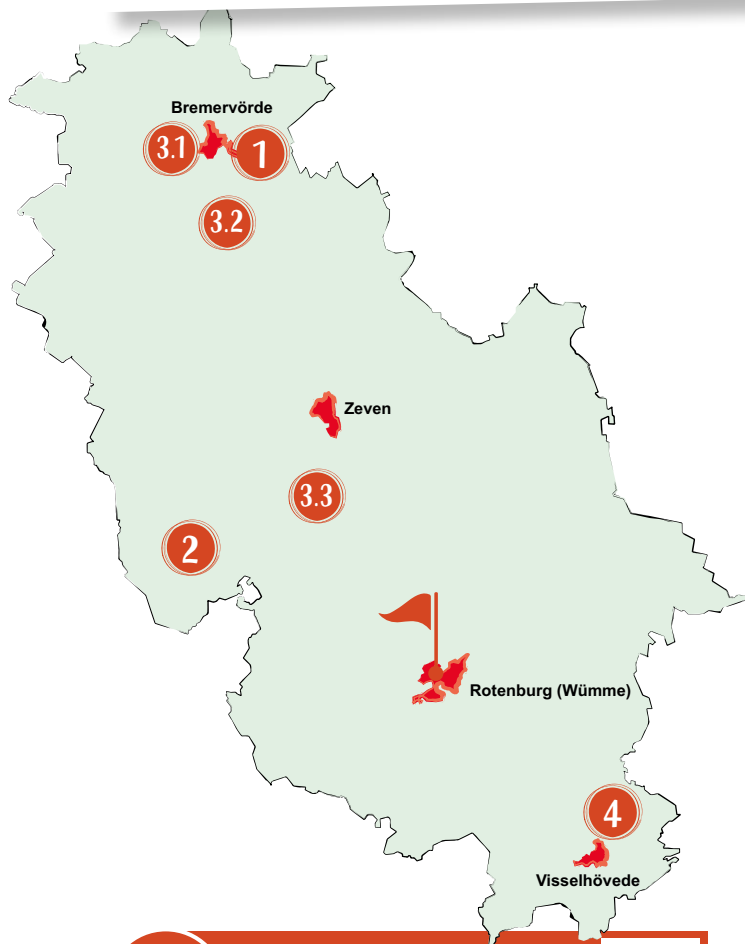 Bremervörde
3.1
1
3.2
Zeven
3.3
2
Rotenburg (Wümme)
4
Visselhövede